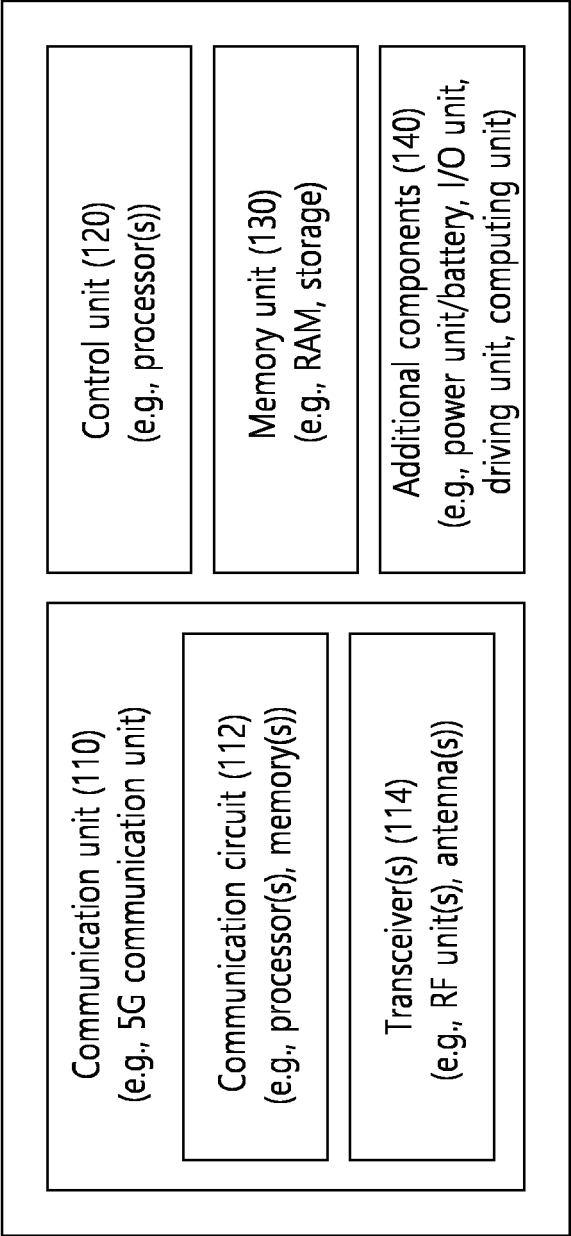 Communication unit (110)
(e.g., 5G communication unit)
Communication circuit (112)
(e.g., processor(s), memory(s))
Transceiver(s) (114)
(e.g., RF unit(s), antenna(s))
Control unit (120)
(e.g., processor(s))
Memory unit (130)
(e.g., RAM, storage)
Additional components (140)
(e.g., power unit/battery, I/O unit,
driving unit, computing unit)